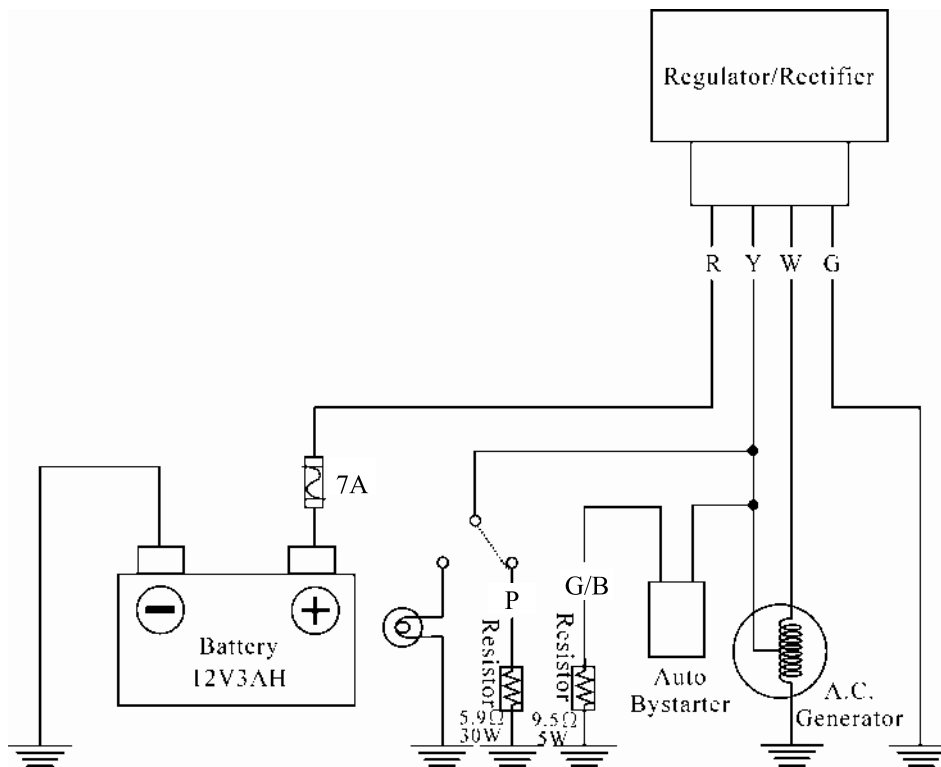 Regulator/Rectifier
R Y W G
7A
P
G/B
Resistor
Resistor
Battery
12V3AH
5.9Ω
30W
9.5Ω
5W
Auto
Bystarter
A.C.
Generator